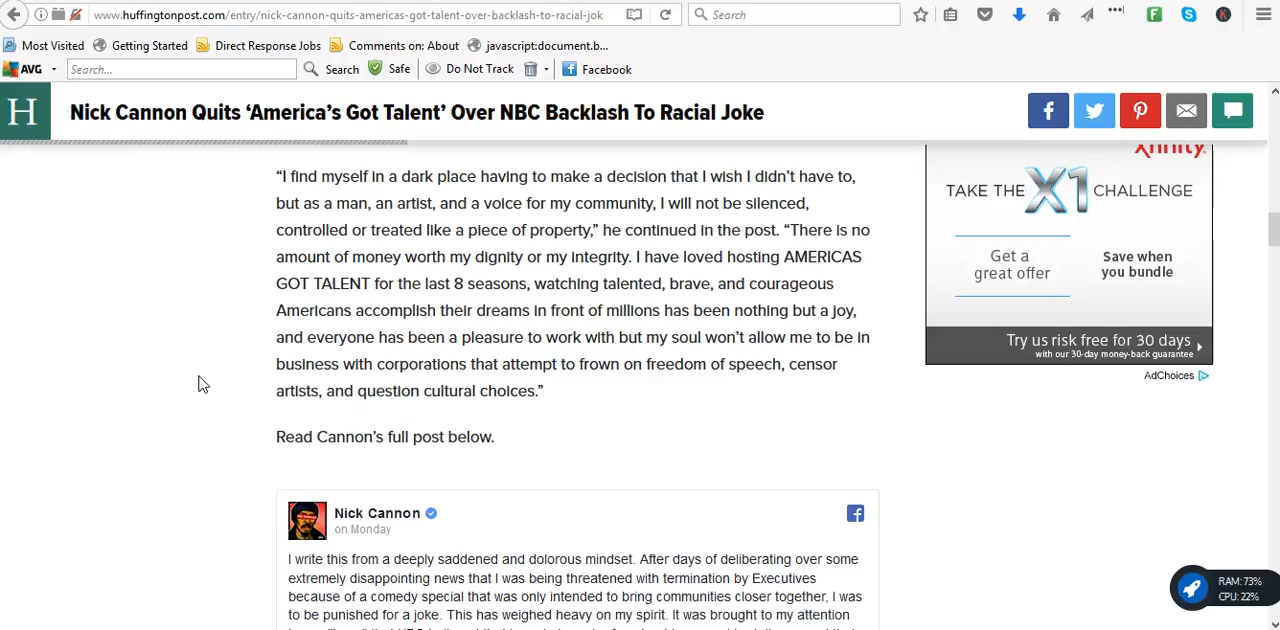 www.huffingtonpost.com/entry/nick-cannon-quits-americas-got-talent-over-backlash-to-racial-jok
Search
Most Visited Getting Started Direct Response Jobs Comments on: About javascript:document.b...
AVG Search... Search Safe Do Not Track Facebook
H Nick Cannon Quits ‘America’s Got Talent’ Over NBC Backlash To Racial Joke
“I find myself in a dark place having to make a decision that I wish I didn’t have to,
but as a man, an artist, and a voice for my community, I will not be silenced,
controlled or treated like a piece of property,” he continued in the post. “There is no
amount of money worth my dignity or my integrity. I have loved hosting AMERICAS
GOT TALENT for the last 8 seasons, watching talented, brave, and courageous
Americans accomplish their dreams in front of millions has been nothing but a joy,
and everyone has been a pleasure to work with but my soul won’t allow me to be in
business with corporations that attempt to frown on freedom of speech, censor
artists, and question cultural choices.”
Read Cannon’s full post below.
Nick Cannon
on Monday
I write this from a deeply saddened and dolorous mindset. After days of deliberating over some
extremely disappointing news that I was being threatened with termination by Executives
because of a comedy special that was only intended to bring communities closer together, I was
to be punished for a joke. This has weighed heavy on my spirit. It was brought to my attention
xfinity
TAKE THE X1 CHALLENGE
Get a
great offer
Save when
you bundle
Try us risk free for 30 days
with our 30-day money-back guarantee
AdChoices
RAM: 73%
CPU: 22%